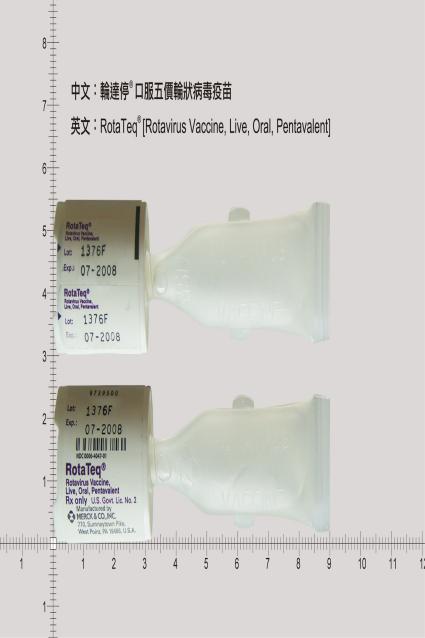 中文：輪達停® 口服五價輪狀病毒疫苗
英文：RotaTeq® [Rotavirus Vaccine, Live, Oral, Pentavalent]
RotaTeq®
Rotavirus Vaccine,
Live, Oral, Pentavalent
Lot: 1376F
Exp.: 07-2008
RotaTeq®
Rotavirus Vaccine,
Live, Oral, Pentavalent
Lot: 1376F
Exp.: 07-2008
VACCINE
9739500
Lot: 1376F
Exp.: 07-2008
NDC 0006-4047-01
RotaTeq®
Rotavirus Vaccine,
Live, Oral, Pentavalent
Rx only U.S. Govt. Lic. No. 2
Manufactured by
MERCK & CO., INC.
770, Sumneytown Pike,
West Point, PA 19486, U.S.A.
VACCINE
8
7
6
5
4
3
2
1
1
1 2 3 4 5 6 7 8 9 10 11 12